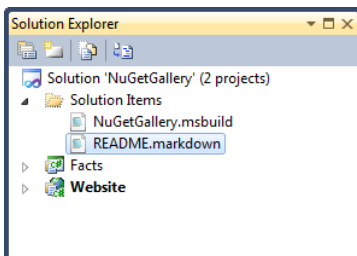 Solution Explorer
Solution 'NuGetGallery' (2 projects)
Solution Items
NuGetGallery.msbuild
README.markdown
Facts
Website